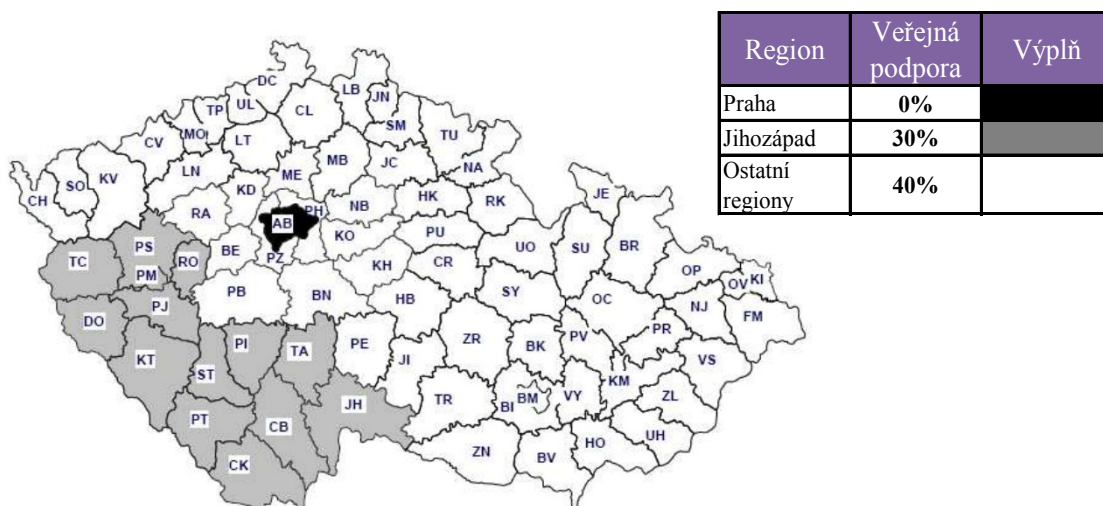 Region Veřejná podpora Výplň
Praha 0%
Jihozápad 30%
Ostatní regiony 40%
DC
LB JN
TP UL CL
MO SM TU
CV LT
LN MB JC NA
ME
CH SO KV KD NB HK RK JE
RA PH
AB
PS BE KO PU UO SU BR
TC PM RO PZ KH CR OP
OV KI
PB BN HB SY OC
DO PJ NJ FM
PR
KT PI TA PE ZR BK PV VS
ST JI KM
PT JH TR BI BM VY ZL
CB
CK ZN BV HO UH